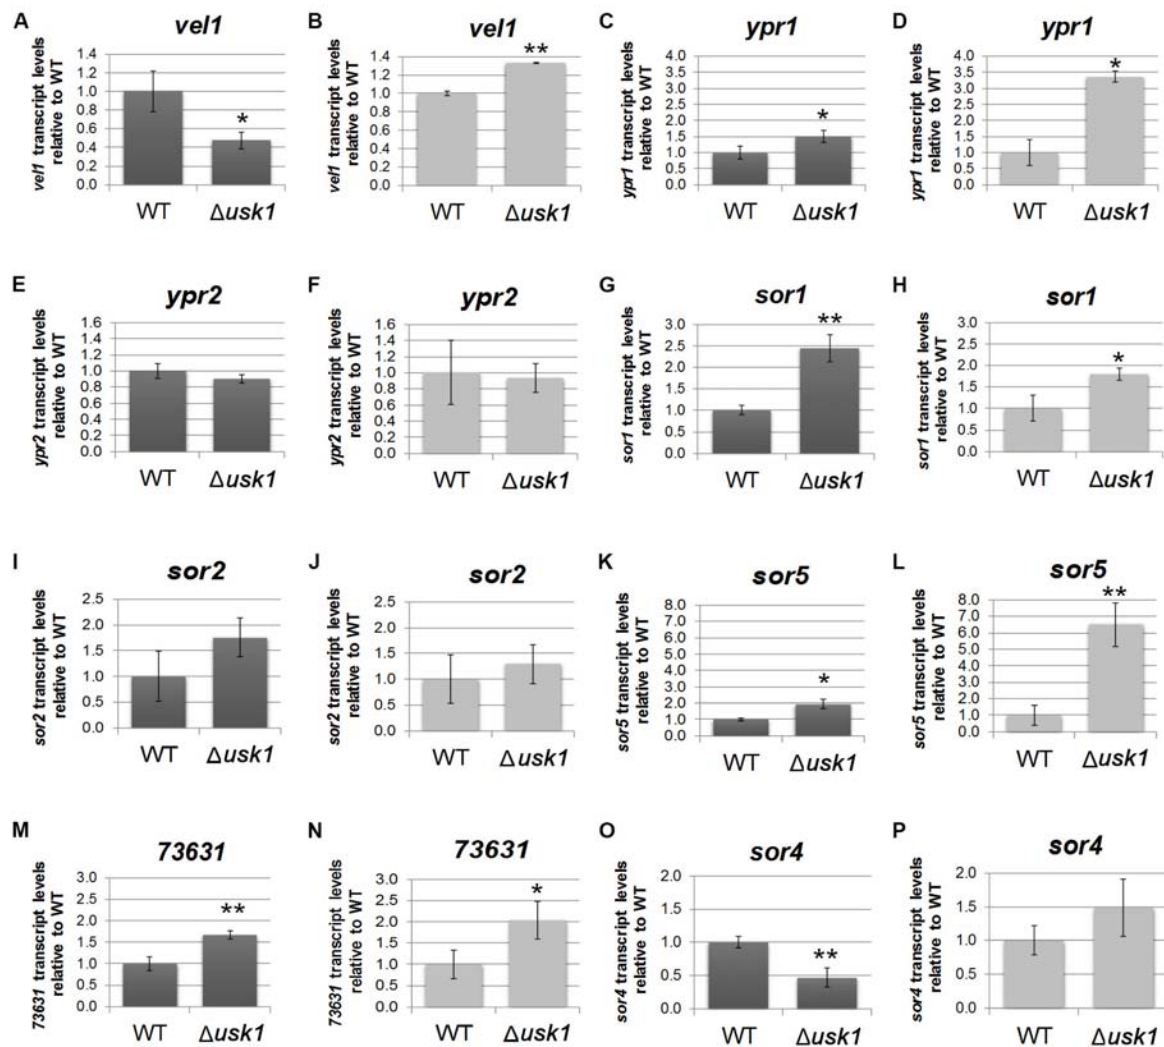 A
vel1
vel1 transcript levels
relative to WT
1.4
1.2
1.0
0.8
0.6
0.4
0.2
0.0
*
WT
Δusk1
B
vel1
vel1 transcript levels
relative to WT
1.4
1.2
1.0
0.8
0.6
0.4
0.2
0.0
**
WT
Δusk1
C
ypr1
ypr1 transcript levels
relative to WT
4.0
3.5
3.0
2.5
2.0
1.5
1.0
0.5
0.0
*
WT
Δusk1
D
ypr1
ypr1 transcript levels
relative to WT
4.0
3.5
3.0
2.5
2.0
1.5
1.0
0.5
0.0
*
WT
Δusk1
E
ypr2
ypr2 transcript levels
relative to WT
1.6
1.4
1.2
1.0
0.8
0.6
0.4
0.2
0.0
WT
Δusk1
F
ypr2
ypr2 transcript levels
relative to WT
1.6
1.4
1.2
1.0
0.8
0.6
0.4
0.2
0.0
WT
Δusk1
G
sor1
sor1 transcript levels
relative to WT
3.0
2.5
2.0
1.5
1.0
0.5
0.0
**
WT
Δusk1
H
sor1
sor1 transcript levels
relative to WT
3.0
2.5
2.0
1.5
1.0
0.5
0.0
*
WT
Δusk1
I
sor2
sor2 transcript levels
relative to WT
2.5
2.0
1.5
1.0
0.5
0.0
WT
Δusk1
J
sor2
sor2 transcript levels
relative to WT
2.5
2.0
1.5
1.0
0.5
0.0
WT
Δusk1
K
sor5
sor5 transcript levels
relative to WT
8.0
7.0
6.0
5.0
4.0
3.0
2.0
1.0
0.0
*
WT
Δusk1
L
sor5
sor5 transcript levels
relative to WT
8.0
7.0
6.0
5.0
4.0
3.0
2.0
1.0
0.0
**
WT
Δusk1
M
73631
73631 transcript levels
relative to WT
3.0
2.5
2.0
1.5
1.0
0.5
0.0
**
WT
Δusk1
N
73631
73631 transcript levels
relative to WT
3.0
2.5
2.0
1.5
1.0
0.5
0.0
*
WT
Δusk1
O
sor4
sor4 transcript levels
relative to WT
2.0
1.5
1.0
0.5
0.0
**
WT
Δusk1
P
sor4
sor4 transcript levels
relative to WT
2.0
1.5
1.0
0.5
0.0
WT
Δusk1